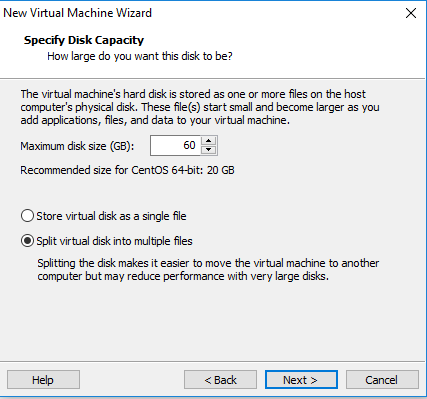 New Virtual Machine Wizard
Specify Disk Capacity
How large do you want this disk to be?
The virtual machine's hard disk is stored as one or more files on the host
computer's physical disk. These file(s) start small and become larger as you
add applications, files, and data to your virtual machine.
Maximum disk size (GB): 60
Recommended size for CentOS 64-bit: 20 GB
Store virtual disk as a single file
Split virtual disk into multiple files
Splitting the disk makes it easier to move the virtual machine to another
computer but may reduce performance with very large disks.
Help < Back Next > Cancel